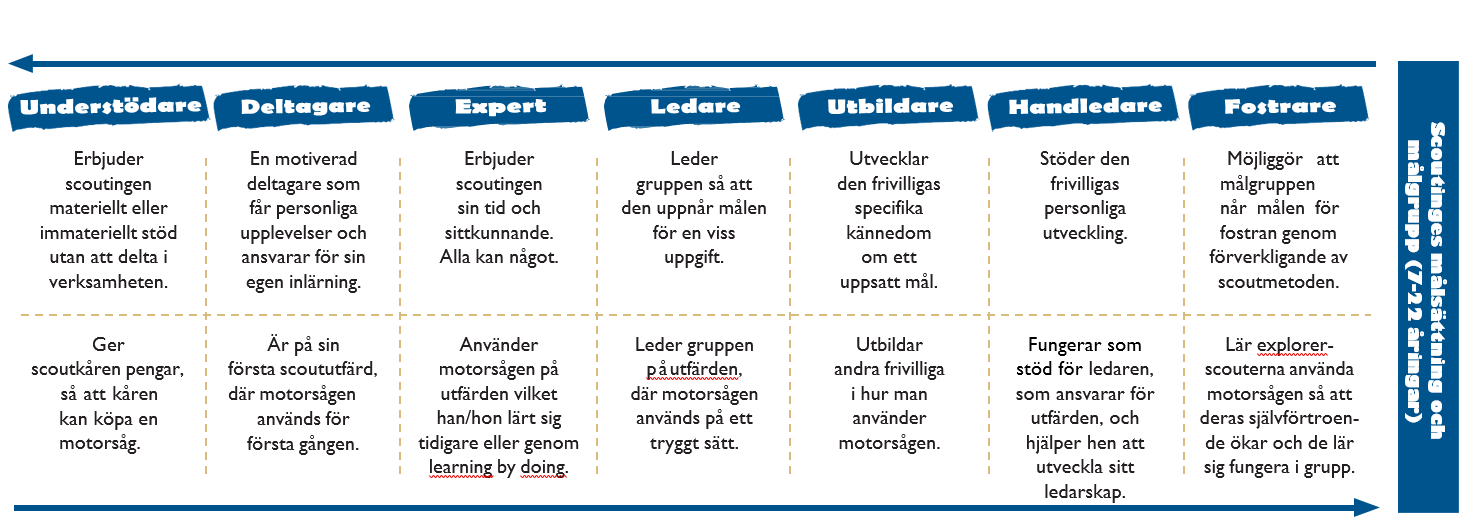 Understödare
Deltagare
Expert
Ledare
Utbildare
Handledare
Fostrare
Erbjuder
scoutingen
materiellt eller
immateriellt stöd
utan att delta i
verksamheten.
En motiverad
deltagare som
får personliga
upplevelser och
ansvarar för sin
egen inlärning.
Erbjuder
scoutingen
sin tid och
sittkunnande.
Alla kan något.
Leder
gruppen så att
den uppnår målen
för en viss
uppgift.
Utvecklar
den frivilligas
specifika
kännedom
om ett
uppsatt mål.
Stöder den
frivilligas
personliga
utveckling.
Möjliggör att
målgruppen
når målen för
fostran genom
förverkligande av
scoutmetoden.
Ger
scoutkåren pengar,
så att kåren
kan köpa en
motorsåg.
Är på sin
första scoututfärd,
där motorsågen
används för
första gången.
Använder
motorsågen på
utfärden vilket
han/hon lärt sig
tidigare eller genom
learning by doing.
Leder gruppen
på utfärden,
där motorsågen
används på ett
tryggt sätt.
Utbildar
andra frivilliga
i hur man
använder
motorsågen.
Fungerar som
stöd för ledaren,
som ansvarar för
utfärden, och
hjälper hen att
utveckla sitt
ledarskap.
Lär explorer-
scouterna använda
motorsågen så att
deras självförtroen-
de ökar och de lär
sig fungera i grupp.
Scoutinges målsättning och
målgrupp (7-22 åringar)